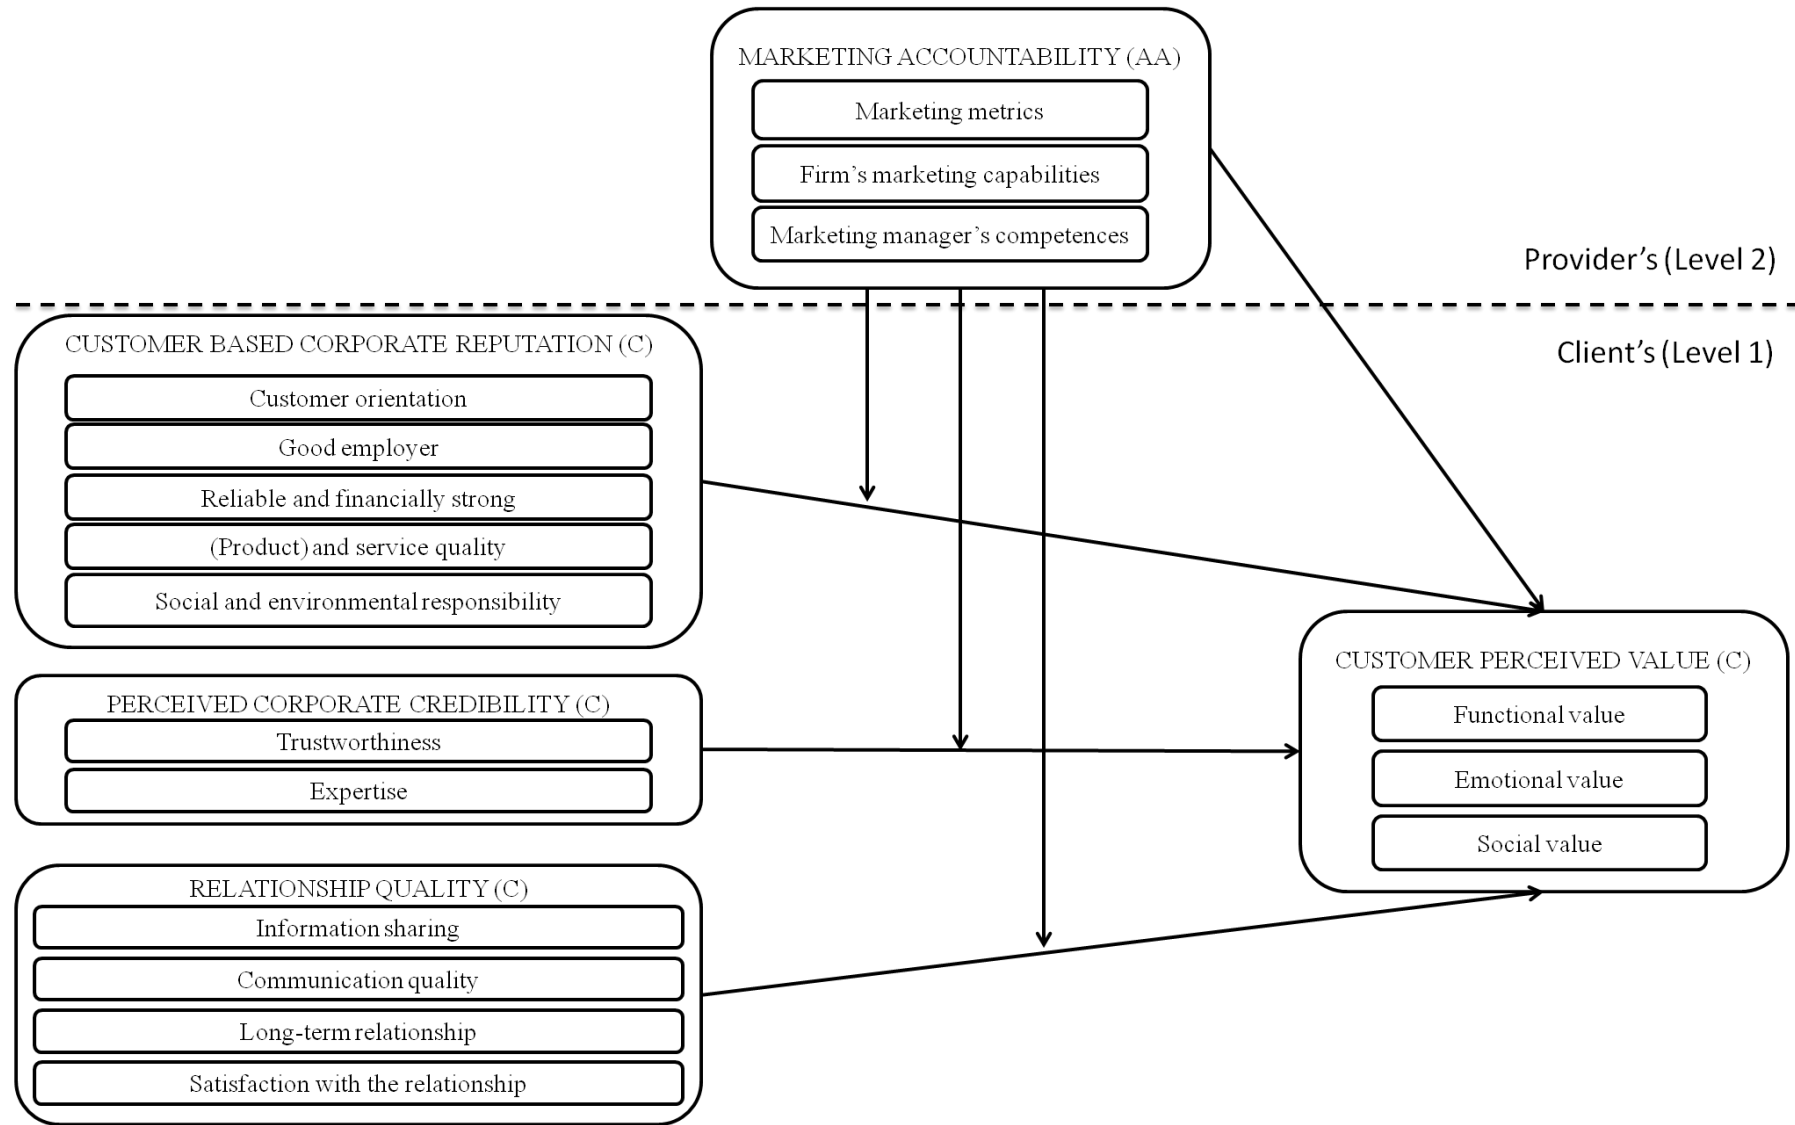 MARKETING ACCOUNTABILITY (AA)
Marketing metrics
Firm’s marketing capabilities
Marketing manager’s competences
Provider’s (Level 2)
Client’s (Level 1)
CUSTOMER BASED CORPORATE REPUTATION (C)
Customer orientation
Good employer
Reliable and financially strong
(Product) and service quality
Social and environmental responsibility
PERCEIVED CORPORATE CREDIBILITY (C)
Trustworthiness
Expertise
RELATIONSHIP QUALITY (C)
Information sharing
Communication quality
Long-term relationship
Satisfaction with the relationship
CUSTOMER PERCEIVED VALUE (C)
Functional value
Emotional value
Social value